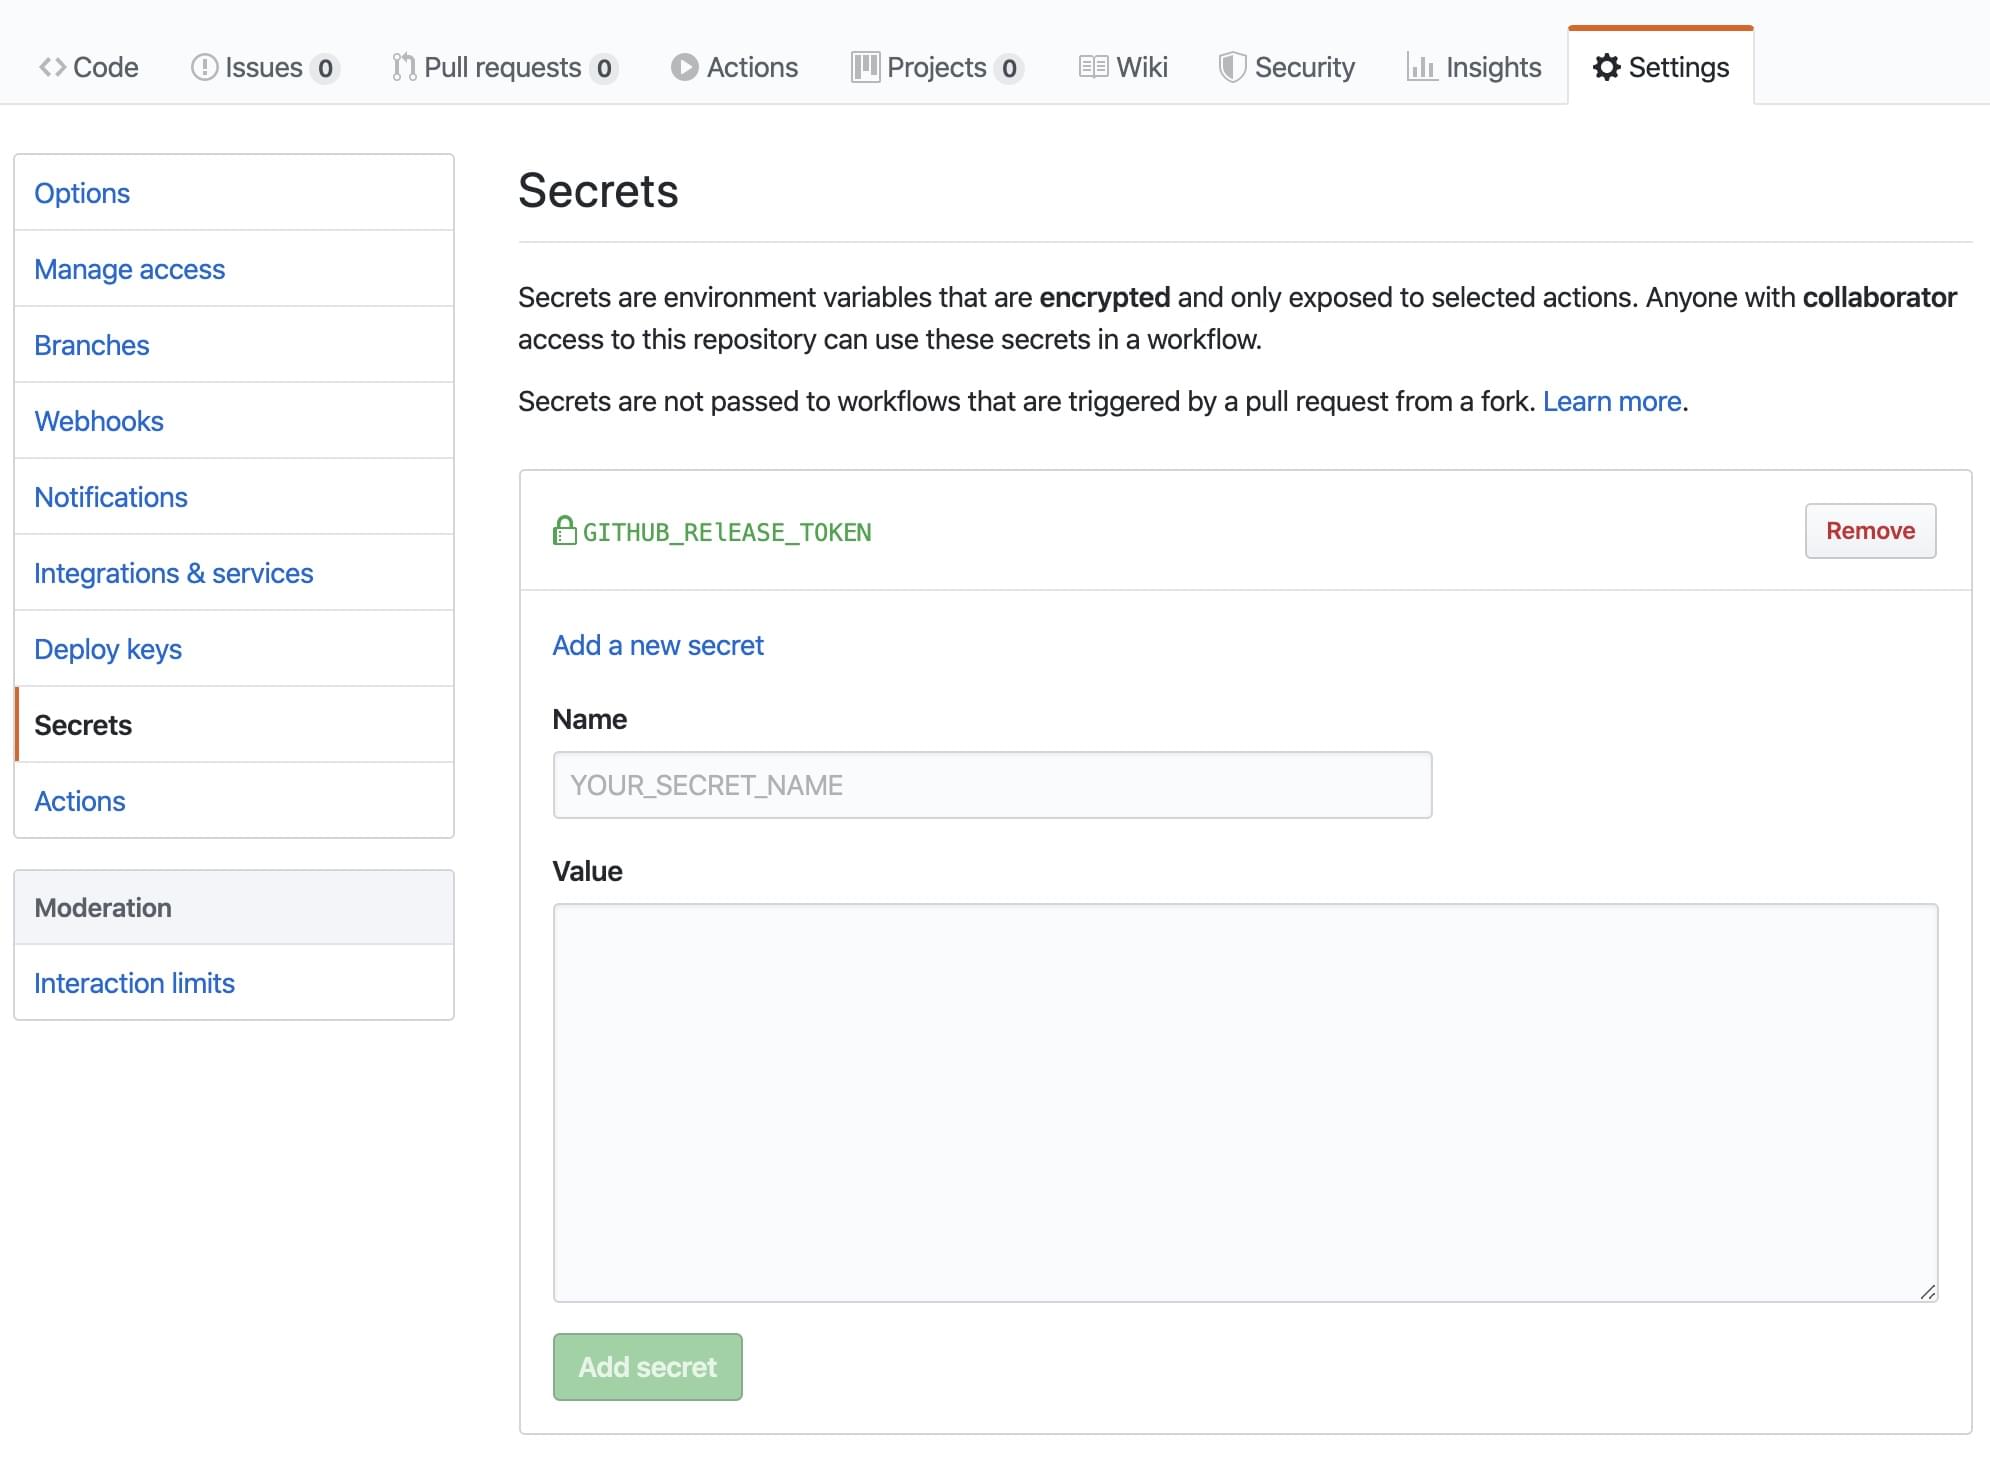 Code Issues 0 Pull requests 0 Actions Projects 0 Wiki Security Insights Settings
Options
Manage access
Branches
Webhooks
Notifications
Integrations & services
Deploy keys
Secrets
Actions
Moderation
Interaction limits
Secrets
Secrets are environment variables that are encrypted and only exposed to selected actions. Anyone with collaborator
access to this repository can use these secrets in a workflow.
Secrets are not passed to workflows that are triggered by a pull request from a fork. Learn more.
GITHUB_RElEASE_TOKEN Remove
Add a new secret
Name
YOUR_SECRET_NAME
Value
Add secret